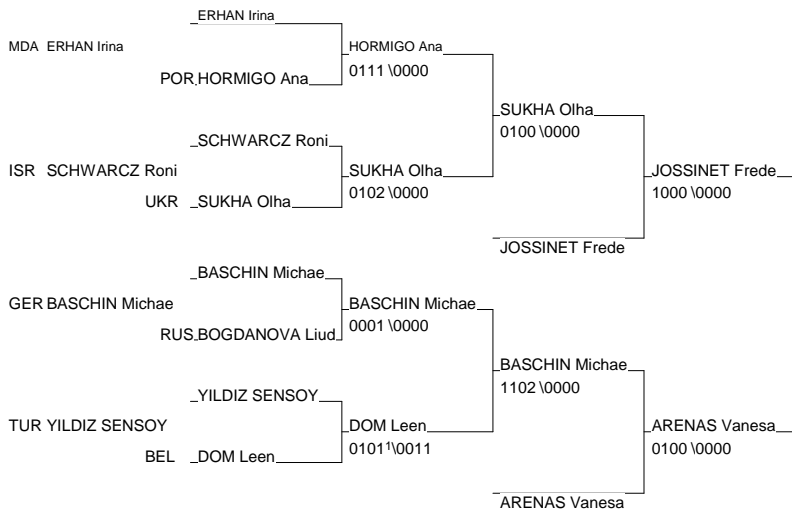 ERHAN Irina
MDA ERHAN Irina
HORMIGO Ana
0111 \0000
POR HORMIGO Ana
SUKHA Olha
0100 \0000
SCHWARCZ Roni
ISR SCHWARCZ Roni
SUKHA Olha
0102 \0000
JOSSINET Frede
1000 \0000
UKR SUKHA Olha
JOSSINET Frede
BASCHIN Michae
GER BASCHIN Michae
BASCHIN Michae
0001 \0000
RUS BOGDANOVA Liud
BASCHIN Michae
1102 \0000
YILDIZ SENSOY
TUR YILDIZ SENSOY
DOM Leen
0101¹\0011
ARENAS Vanesa
0100 \0000
BEL DOM Leen
ARENAS Vanesa